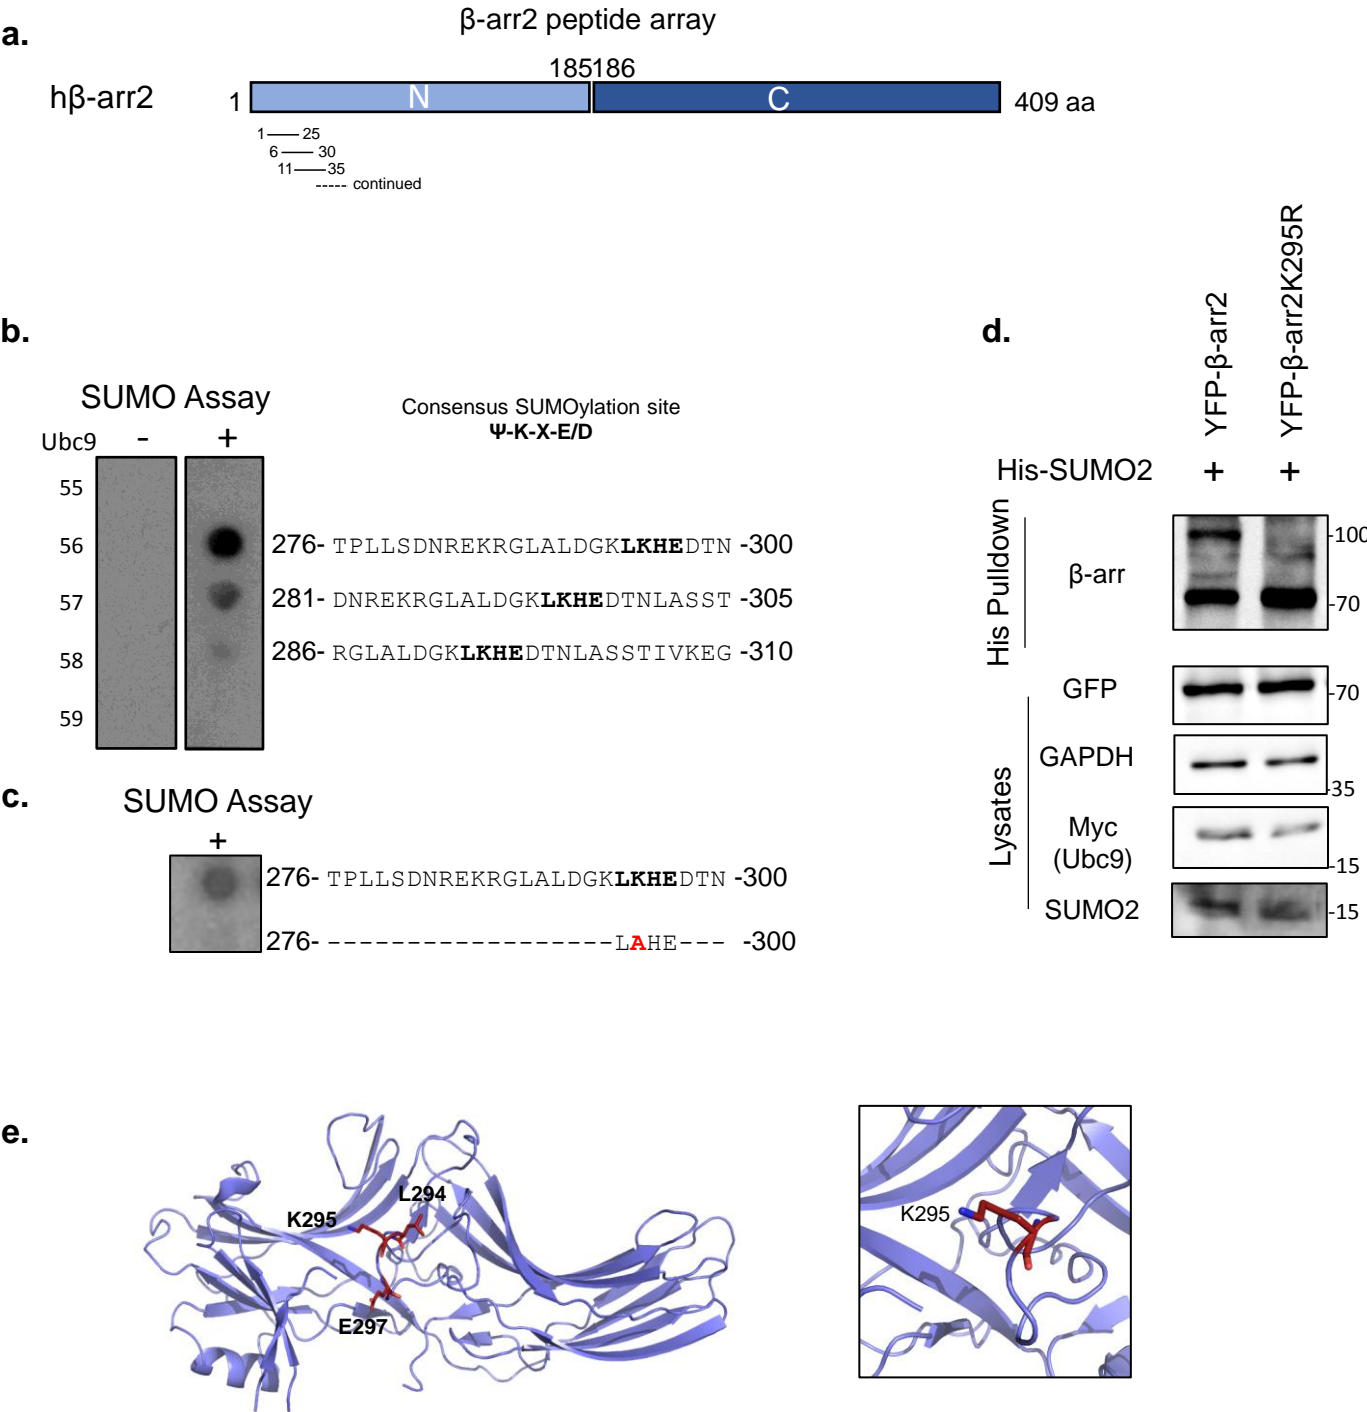 a.
β-arr2 peptide array
185186
hβ-arr2
1
N
C
409 aa
1 25
6 30
11 35
continued
b.
SUMO Assay
Ubc9 - +
Consensus SUMOylation site
Ψ-K-X-E/D
55
56
57
58
59
276- TPLLSDNREKRGLALDGKLKHEDTN -300
281- DNREKRGLALDGKLKHEDTNLASST -305
286- RGLALDGKLKHEDTNLASSTIVKEG -310
c.
SUMO Assay
+
276- TPLLSDNREKRGLALDGKLKHEDTN -300
276- ------------------LAHE--- -300
d.
YFP-β-arr2
YFP-β-arr2K295R
His-SUMO2 + +
His Pulldown
β-arr
-100
-70
Lysates
GFP
-70
GAPDH
-35
Myc
(Ubc9)
-15
SUMO2
-15
e.
L294
K295
E297
K295